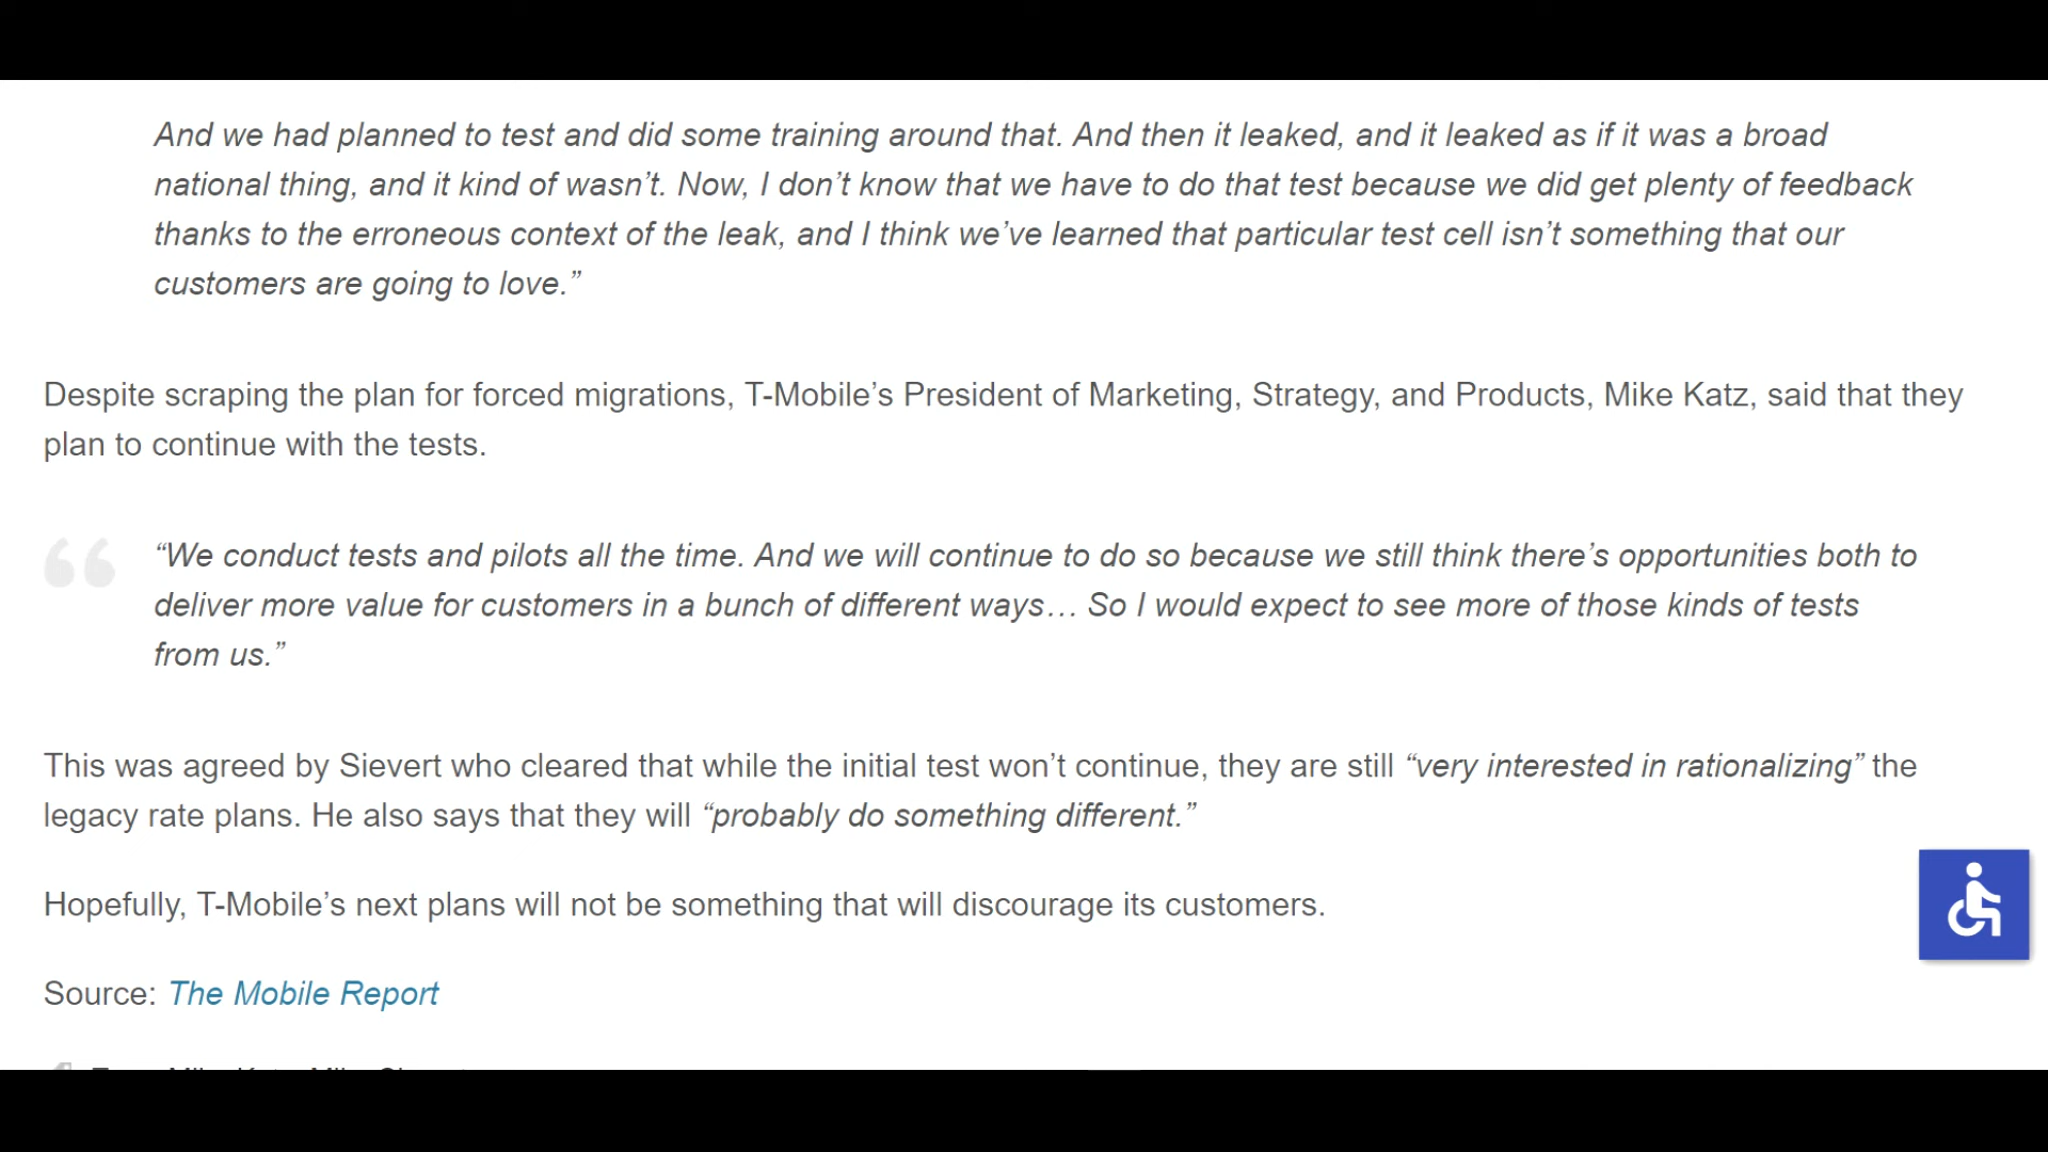 And we had planned to test and did some training around that. And then it leaked, and it leaked as if it was a broad
national thing, and it kind of wasn’t. Now, I don’t know that we have to do that test because we did get plenty of feedback
thanks to the erroneous context of the leak, and I think we’ve learned that particular test cell isn’t something that our
customers are going to love.”
Despite scraping the plan for forced migrations, T-Mobile’s President of Marketing, Strategy, and Products, Mike Katz, said that they
plan to continue with the tests.
“We conduct tests and pilots all the time. And we will continue to do so because we still think there’s opportunities both to
deliver more value for customers in a bunch of different ways… So I would expect to see more of those kinds of tests
from us.”
This was agreed by Sievert who cleared that while the initial test won’t continue, they are still “very interested in rationalizing” the
legacy rate plans. He also says that they will “probably do something different.”
Hopefully, T-Mobile’s next plans will not be something that will discourage its customers.
Source: The Mobile Report